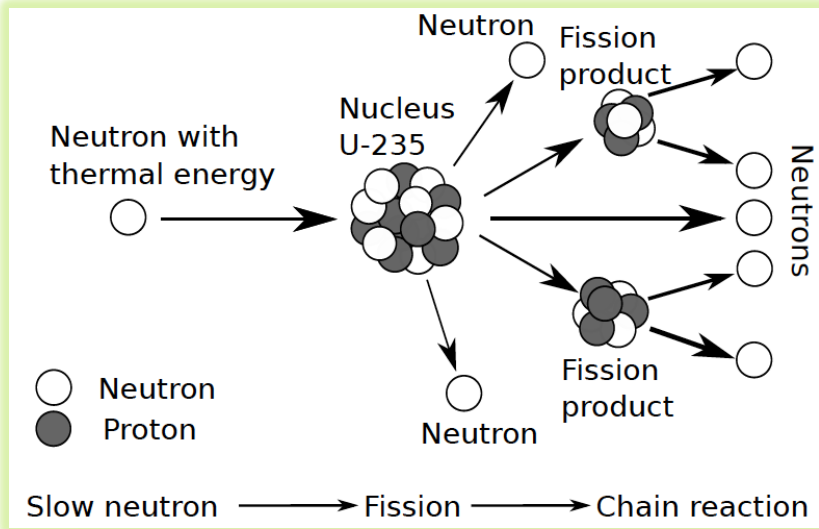 Neutron
Fission
product
Nucleus
U-235
Neutron with
thermal energy
Neutrons
Fission
product
Neutron
Neutron
Proton
Slow neutron
Fission
Chain reaction